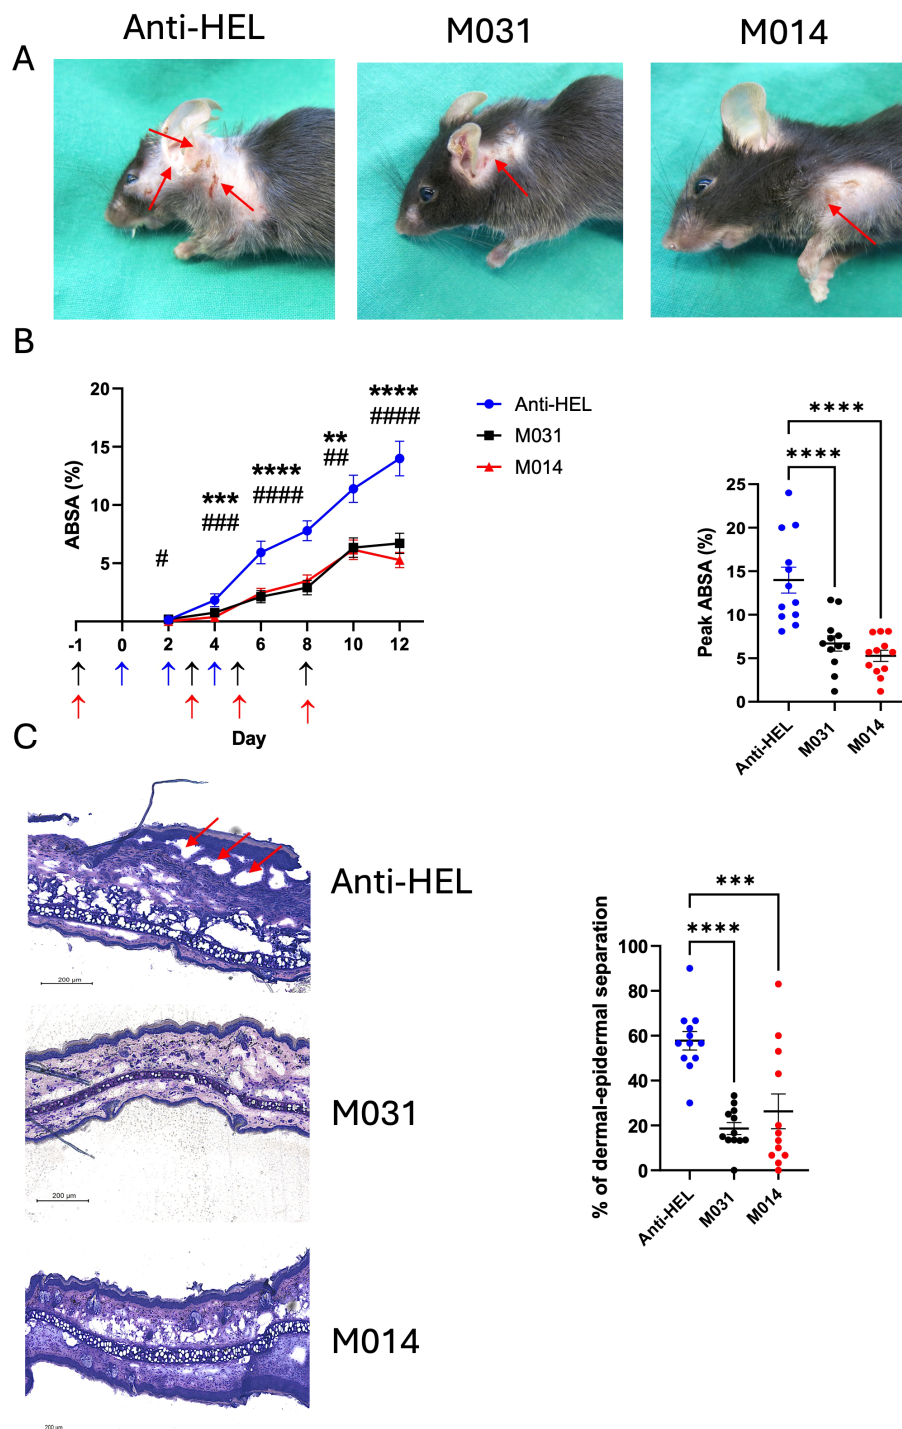 Anti-HEL
M031
M014
A
B
20
15
10
5
ABSA (%)
#
***
###
****
####
**
##
****
####
Anti-HEL
M031
M014
-1
0
2
4
6
8
10
12
Day
****
****
25
20
15
10
5
0
Peak ABSA (%)
Anti-HEL
M031
M014
C
200 µm
Anti-HEL
200 µm
M031
M014
200 µm
***
****
100
80
60
40
20
0
% of dermal-epidermal separation
Anti-HEL
M031
M014